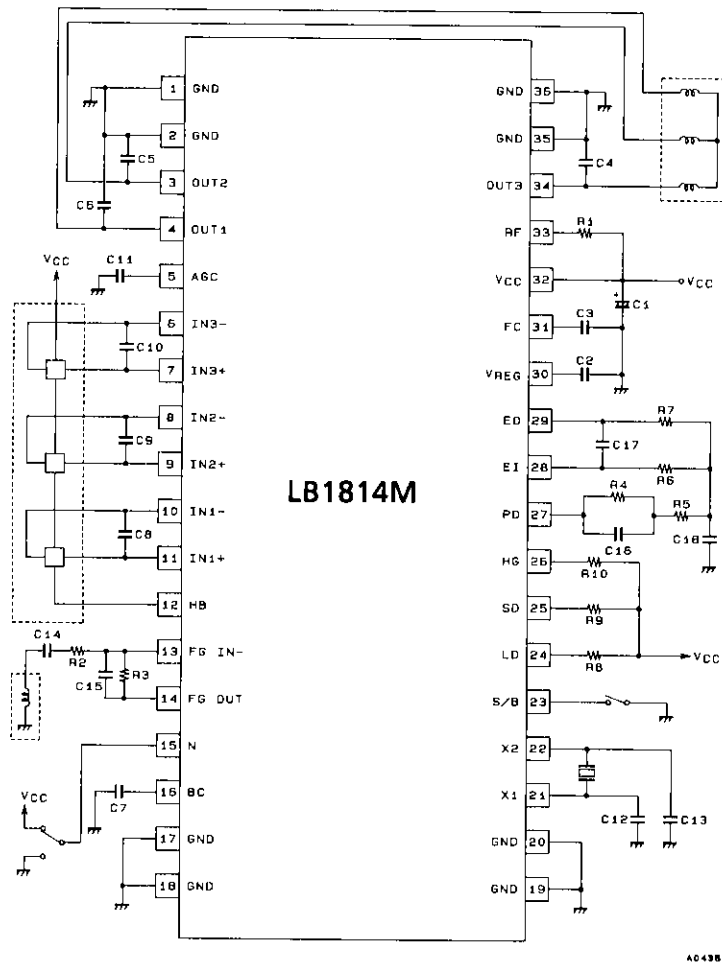 1 GND
2 GND
C5
3 OUT2
C6
4 OUT1
VCC
C11
5 AGC
6 IN3-
C10
7 IN3+
8 IN2-
C9
9 IN2+
10 IN1-
C8
11 IN1+
12 HB
C14
R2
13 FG IN-
C15
R3
14 FG OUT
15 N
VCC
C7
16 BC
17 GND
18 GND
LB1814M
GND 36
GND 35
C4
OUT3 34
R1
RF 33
VCC 32
VCC
+
C1
C3
FC 31
C2
VREG 30
R7
EO 29
C17
EI 28
R6
R4
R5
PD 27
C16
C18
HG 26
R10
SD 25
R9
LD 24
R8
VCC
S/B 23
X2 22
X1 21
C12
C13
GND 20
GND 19